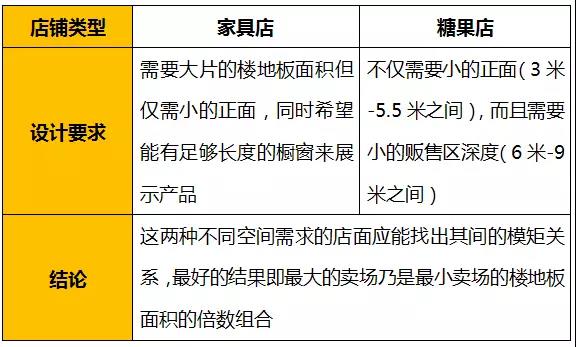 店铺类型 家具店 糖果店
设计要求
需要大片的楼地板面积但
仅需小的正面，同时希望
能有足够长度的橱窗来展
示产品
不仅需要小的正面（3米
-5.5米之间），而且需要
小的贩售区深度（6米-9
米之间）
结论
这两种不同空间需求的店面应能找出其间的模矩关
系，最好的结果即最大的卖场乃是最小卖场的楼地板
面积的倍数组合